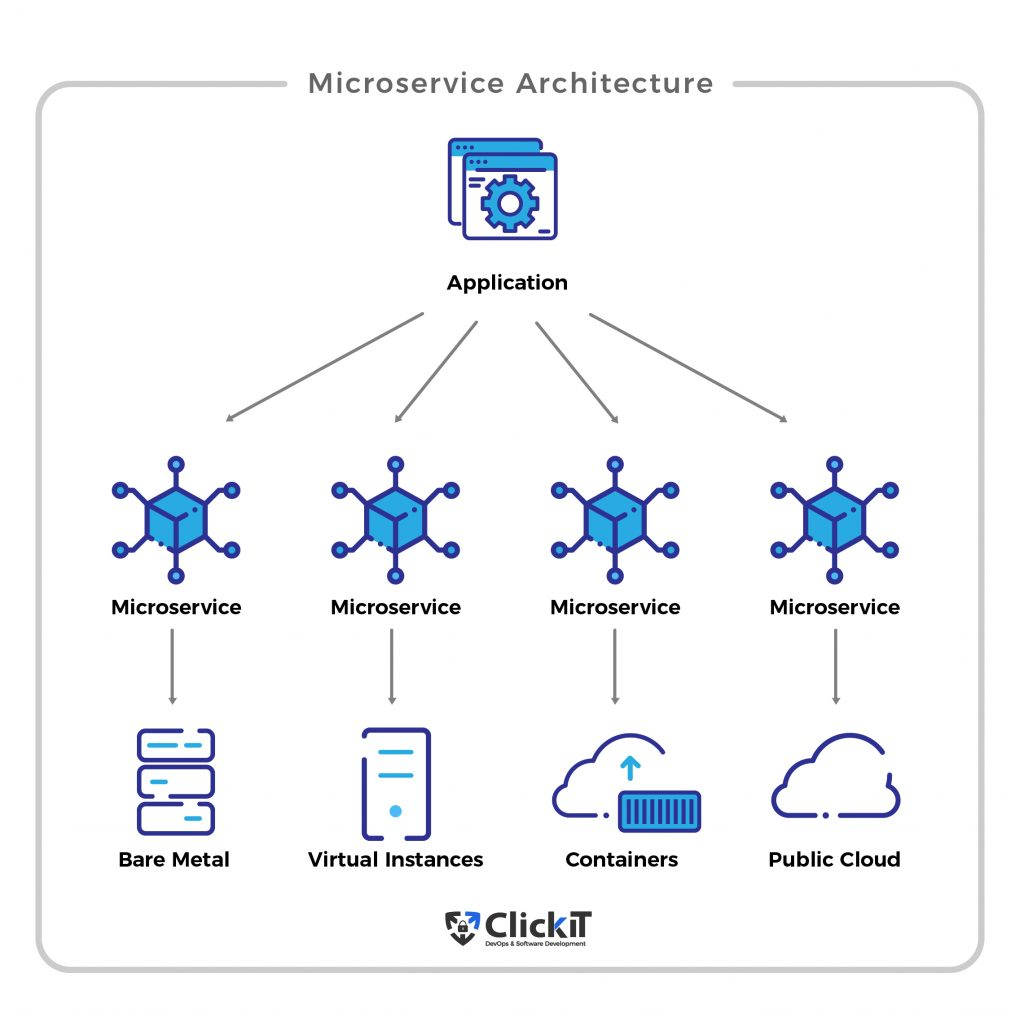 Microservice Architecture
Application
Microservice
Microservice
Microservice
Microservice
Bare Metal
Virtual Instances
Containers
Public Cloud
ClickIT
DevOps & Software Development